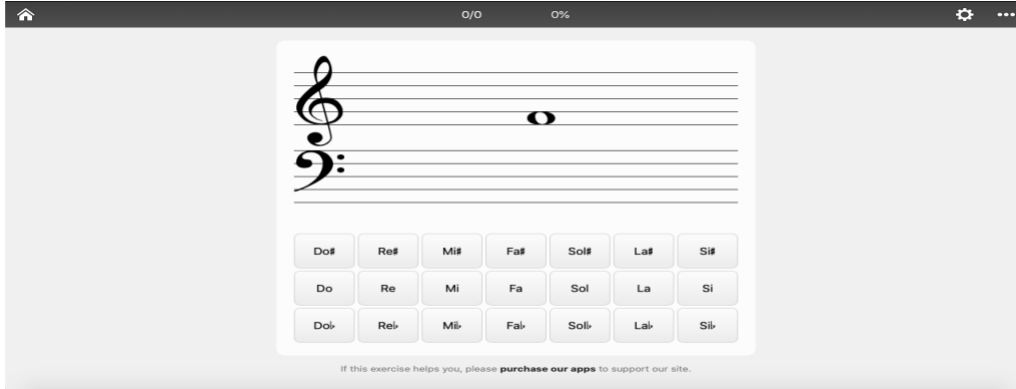 0/0 0%
Do# Re# Mi# Fa# Sol# La# Si#
Do Re Mi Fa Sol La Si
Do♭ Re♭ Mi♭ Fa♭ Sol♭ La♭ Si♭
If this exercise helps you, please purchase our apps to support our site.